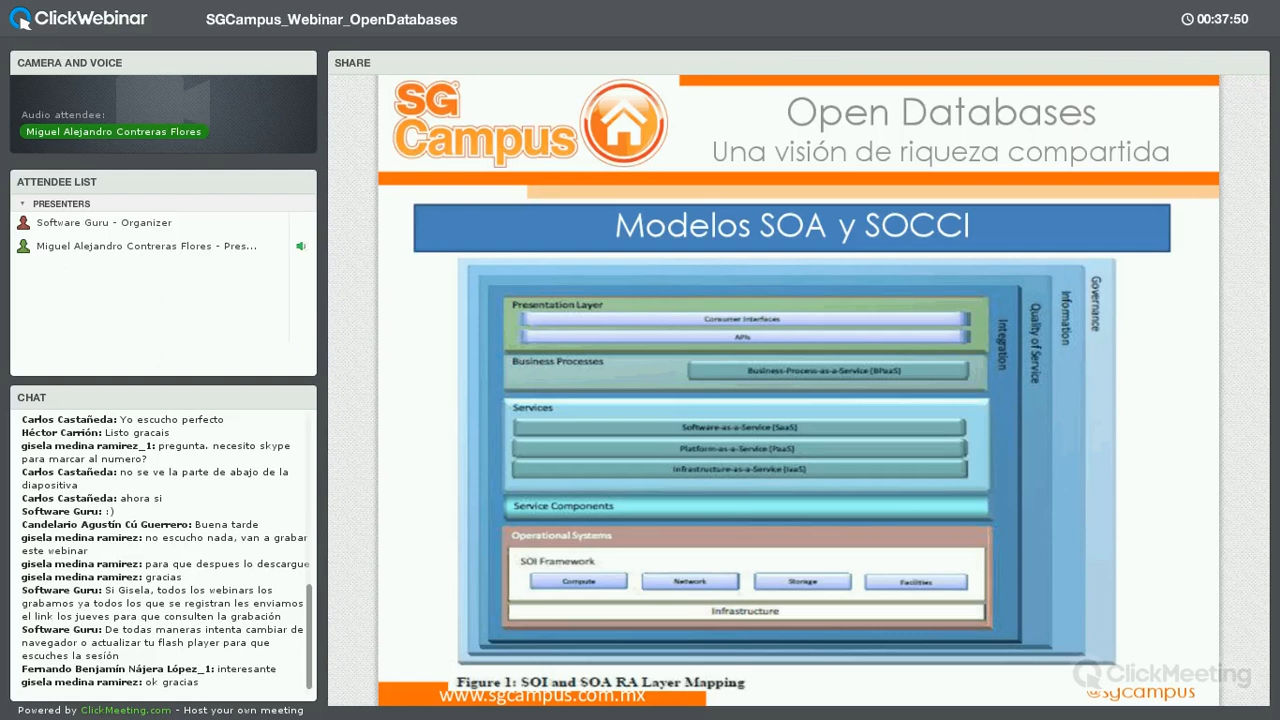 ClickWebinar
SGCampus_Webinar_OpenDatabases
00:37:50
CAMERA AND VOICE
Audio attendee:
Miguel Alejandro Contreras Flores
ATTENDEE LIST
PRESENTERS
Software Guru - Organizer
Miguel Alejandro Contreras Flores - Pres...
CHAT
Carlos Castañeda: Yo escucho perfecto
Héctor Carrión: Listo gracais
gisela medina ramirez_1: pregunta. necesito skype
para marcar al numero?
Carlos Castañeda: no se ve la parte de abajo de la
diapositiva
Carlos Castañeda: ahora si
Software Guru: :)
Candelario Agustín Cú Guerrero: Buena tarde
gisela medina ramirez: no escucho nada, van a grabar
este webinar
gisela medina ramirez: para que despues lo descargue
gisela medina ramirez: gracias
Software Guru: Si Gisela, todos los webinars los
grabamos ya todos los que se registran les enviamos
el link los jueves para que consulten la grabación
Software Guru: De todas maneras intenta cambiar de
navegador o actualizar tu flash player para que
escuches la sesión
Fernando Benjamín Nájera López_1: interesante
gisela medina ramirez: ok gracias
Powered by ClickMeeting.com - Host your own meeting
SHARE
SG
Campus
Open Databases
Una visión de riqueza compartida
Modelos SOA y SOCCI
Presentation Layer
Consumer Interfaces
APIs
Business Processes
Business-Process-as-a-Service (BPaaS)
Services
Software-as-a-Service (SaaS)
Platform-as-a-Service (PaaS)
Infrastructure-as-a-Service (IaaS)
Service Components
Operational Systems
SOI Framework
Compute
Network
Storage
Facilities
Infrastructure
Integration
Quality of Service
Information
Governance
Figure 1: SOI and SOA RA Layer Mapping
www.sgcampus.com.mx
ClickMeeting
@sgcampus